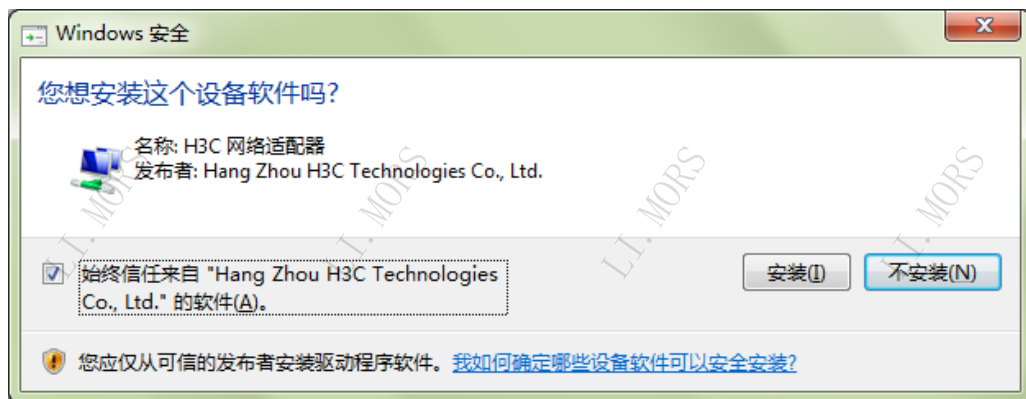 Windows 安全
您想安装这个设备软件吗?
名称: H3C 网络适配器
发布者: Hang Zhou H3C Technologies Co., Ltd.
LI. MORS
LI. MORS
LI. MORS
LI. MORS
始终信任来自 "Hang Zhou H3C Technologies
Co., Ltd." 的软件(A)。
安装(I)
不安装(N)
您应仅从可信的发布者安装驱动程序软件。我如何确定哪些设备软件可以安全安装?